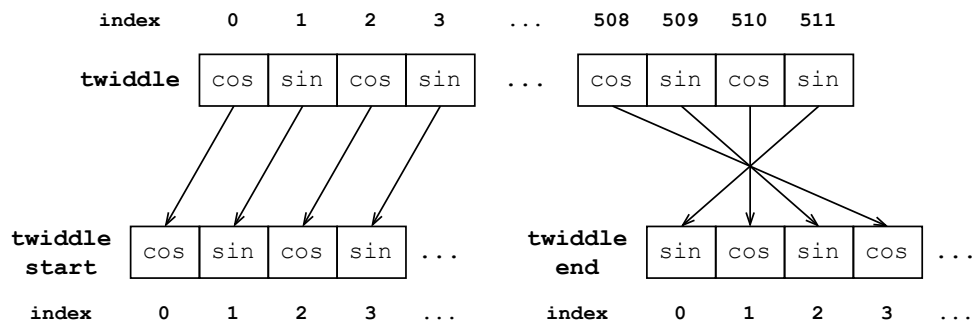 index 0 1 2 3 ... 508 509 510 511
twiddle cos sin cos sin ... cos sin cos sin
twiddle start cos sin cos sin ... twiddle end sin cos sin cos ...
index 0 1 2 3 ... index 0 1 2 3 ...